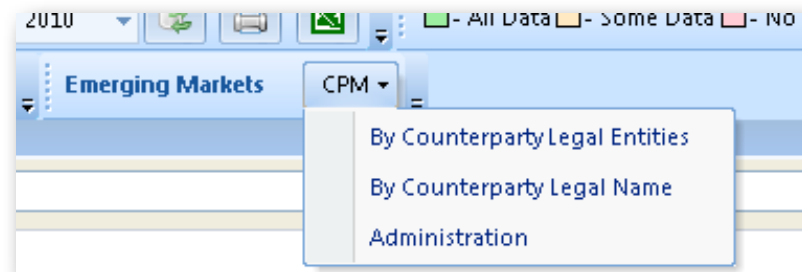 2010 - All Data - Some Data - No
Emerging Markets CPM
By Counterparty Legal Entities
By Counterparty Legal Name
Administration